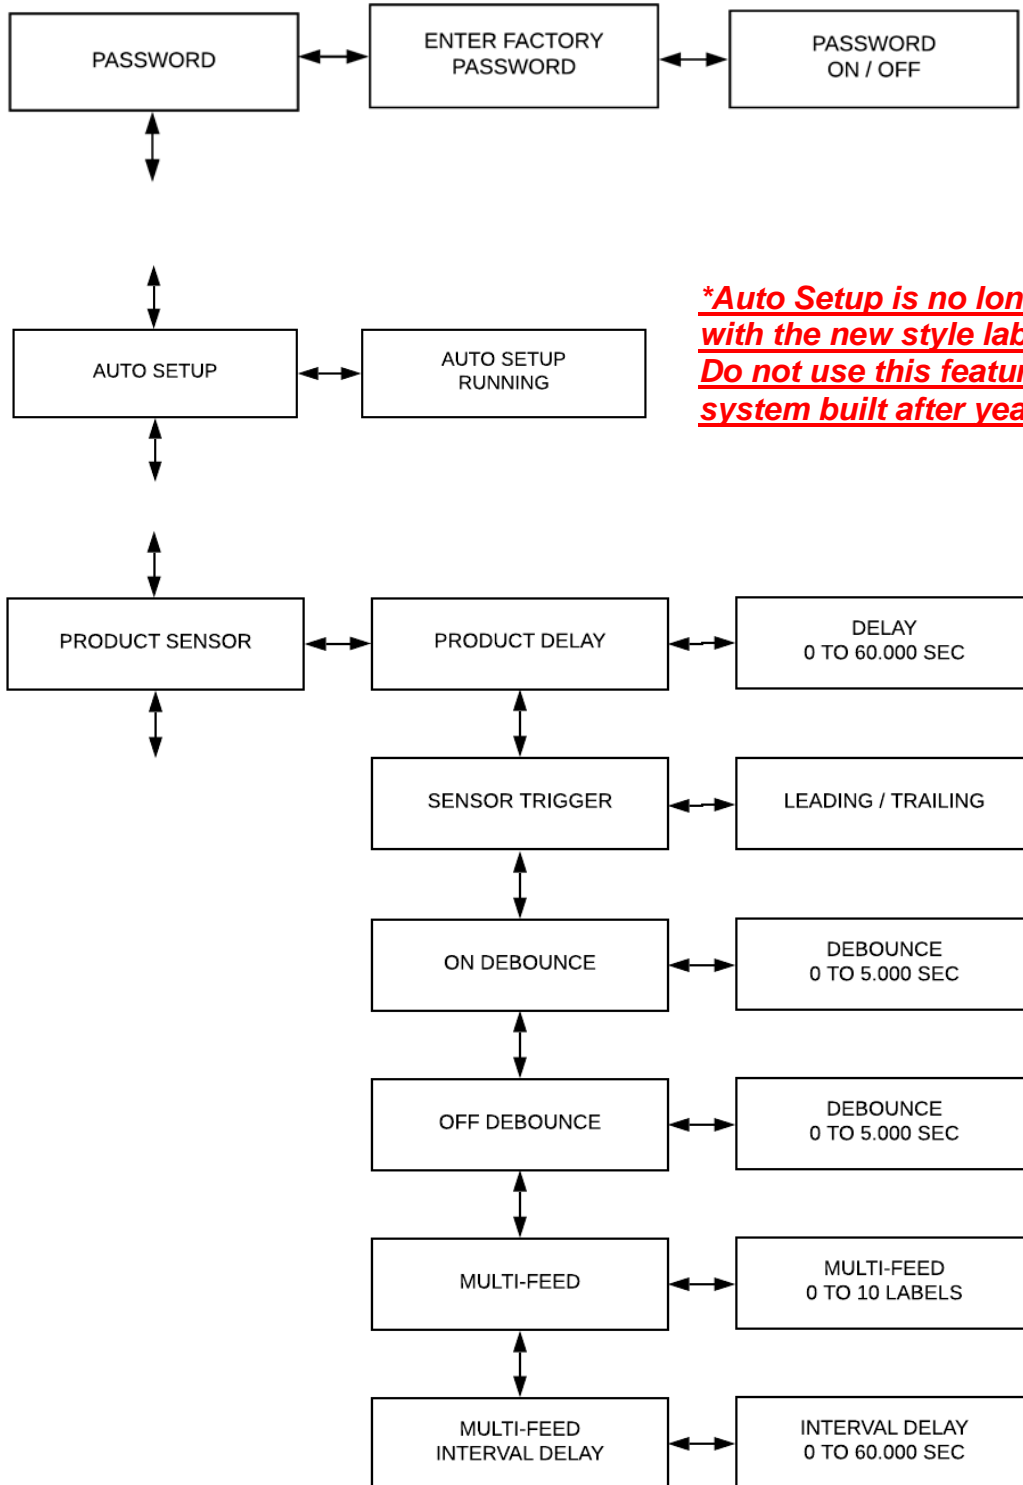 PASSWORD
ENTER FACTORY
PASSWORD
PASSWORD
ON / OFF
*Auto Setup is no
with the new style
Do not use this
system built after
AUTO SETUP
AUTO SETUP
RUNNING
PRODUCT SENSOR
PRODUCT DELAY
DELAY
0 TO 60.000 SEC
SENSOR TRIGGER
LEADING / TRAILING
ON DEBOUNCE
DEBOUNCE
0 TO 5.000 SEC
OFF DEBOUNCE
DEBOUNCE
0 TO 5.000 SEC
MULTI-FEED
MULTI-FEED
0 TO 10 LABELS
MULTI-FEED
INTERVAL DELAY
INTERVAL DELAY
0 TO 60.000 SEC